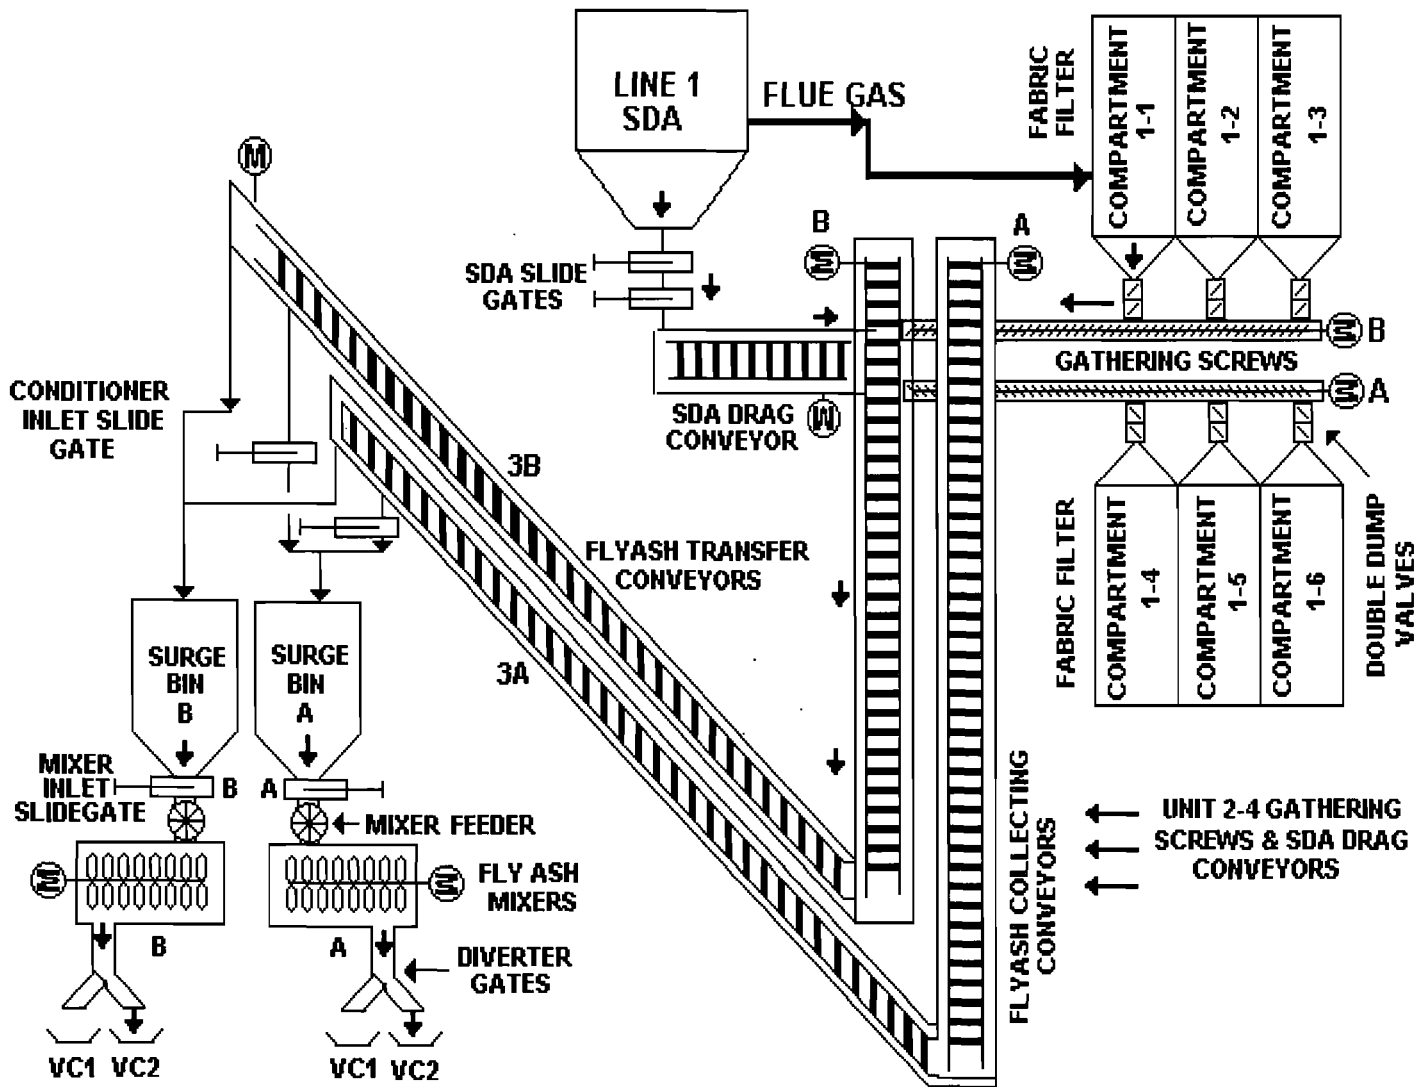 LINE 1
SDA
FLUE GAS
FABRIC
FILTER
COMPARTMENT
1-1
COMPARTMENT
1-2
COMPARTMENT
1-3
M
B
A
M
M
SDA SLIDE
GATES
M
B
GATHERING SCREWS
M
A
SDA DRAG
CONVEYOR
M
CONDITIONER
INLET SLIDE
GATE
3B
FLYASH TRANSFER
CONVEYORS
3A
FABRIC FILTER
COMPARTMENT
1-4
COMPARTMENT
1-5
COMPARTMENT
1-6
DOUBLE DUMP
VALVES
SURGE
BIN
B
SURGE
BIN
A
MIXER
INLET
SLIDEGATE
B
A
MIXER FEEDER
M
M
FLY ASH
MIXERS
B
A
DIVERTER
GATES
VC1
VC2
VC1
VC2
FLYASH COLLECTING
CONVEYORS
UNIT 2-4 GATHERING
SCREWS & SDA DRAG
CONVEYORS